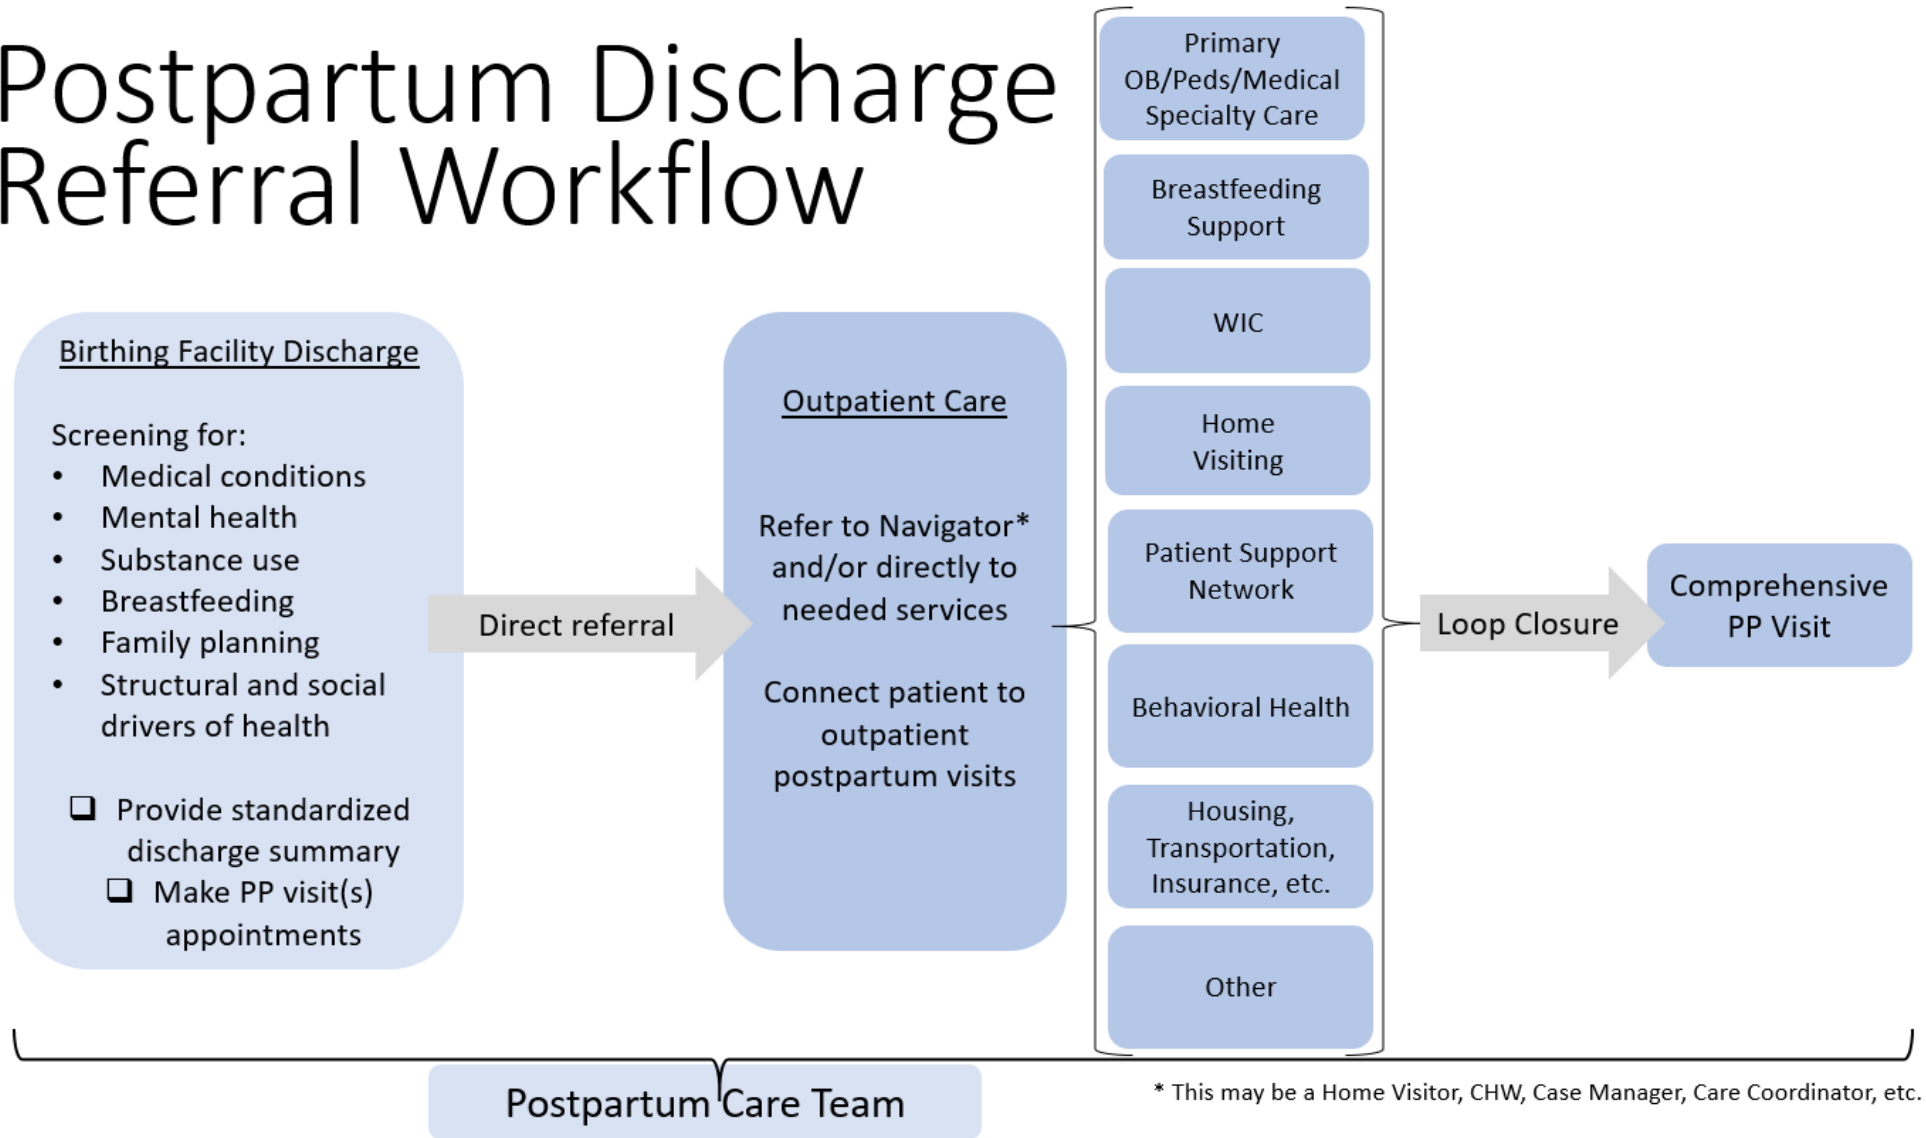 Postpartum Discharge
Referral Workflow
Birthing Facility Discharge
Screening for:
• Medical conditions
• Mental health
• Substance use
• Breastfeeding
• Family planning
• Structural and social
drivers of health
❑ Provide standardized
discharge summary
❑ Make PP visit(s)
appointments
Direct referral
Outpatient Care
Refer to Navigator*
and/or directly to
needed services
Connect patient to
outpatient
postpartum visits
Primary
OB/Peds/Medical
Specialty Care
Breastfeeding
Support
WIC
Home
Visiting
Patient Support
Network
Behavioral Health
Housing,
Transportation,
Insurance, etc.
Other
Loop Closure
Comprehensive
PP Visit
Postpartum Care Team
* This may be a Home Visitor, CHW, Case Manager, Care Coordinator, etc.